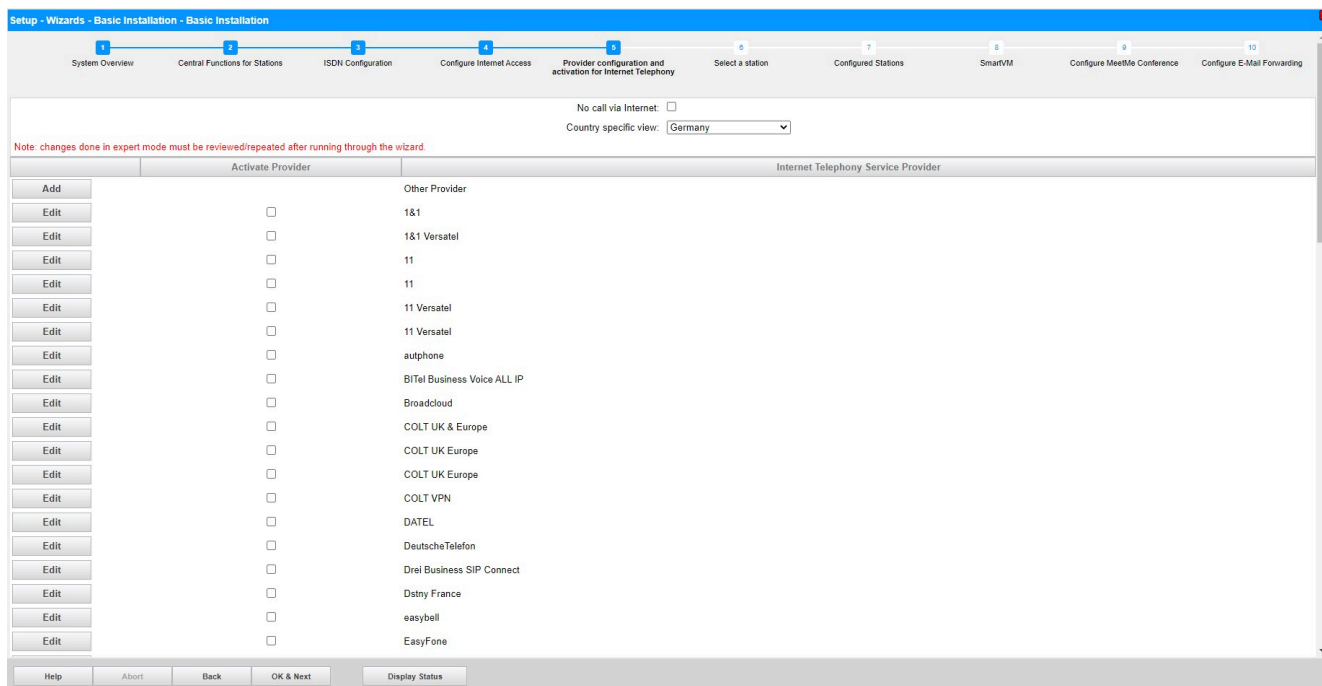 Setup - Wizards - Basic Installation - Basic Installation
1 2 3 4 5 6 7 8 9 10
System Overview Central Functions for Stations ISDN Configuration Configure Internet Access Provider configuration and activation for Internet Telephony Select a station Configured Stations SmartVM Configure MeetMe Conference Configure E-Mail Forwarding
No call via Internet:
Country specific view: Germany
Note: changes done in expert mode must be reviewed/repeated after running through the wizard.
Activate Provider Internet Telephony Service Provider
Add Other Provider
Edit 1&1
Edit 1&1 Versatel
Edit 11
Edit 11
Edit 11 Versatel
Edit 11 Versatel
Edit autphone
Edit BITel Business Voice ALL IP
Edit Broadcloud
Edit COLT UK & Europe
Edit COLT UK Europe
Edit COLT UK Europe
Edit COLT VPN
Edit DATEL
Edit DeutscheTelefon
Edit Drei Business SIP Connect
Edit Dstny France
Edit easybell
Edit EasyFone
Help Abort Back OK & Next Display Status